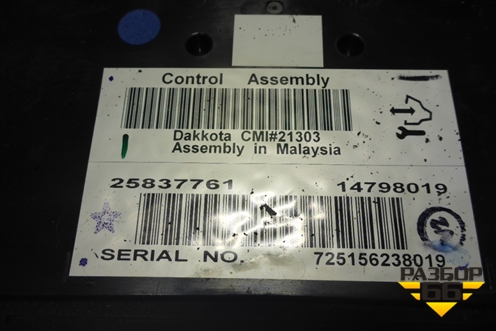 Control Assembly
Dakkota CMI#21303
Assembly in Malaysia
25837761 14798019
SERIAL NO. 725156238019
РАЗБОР
66